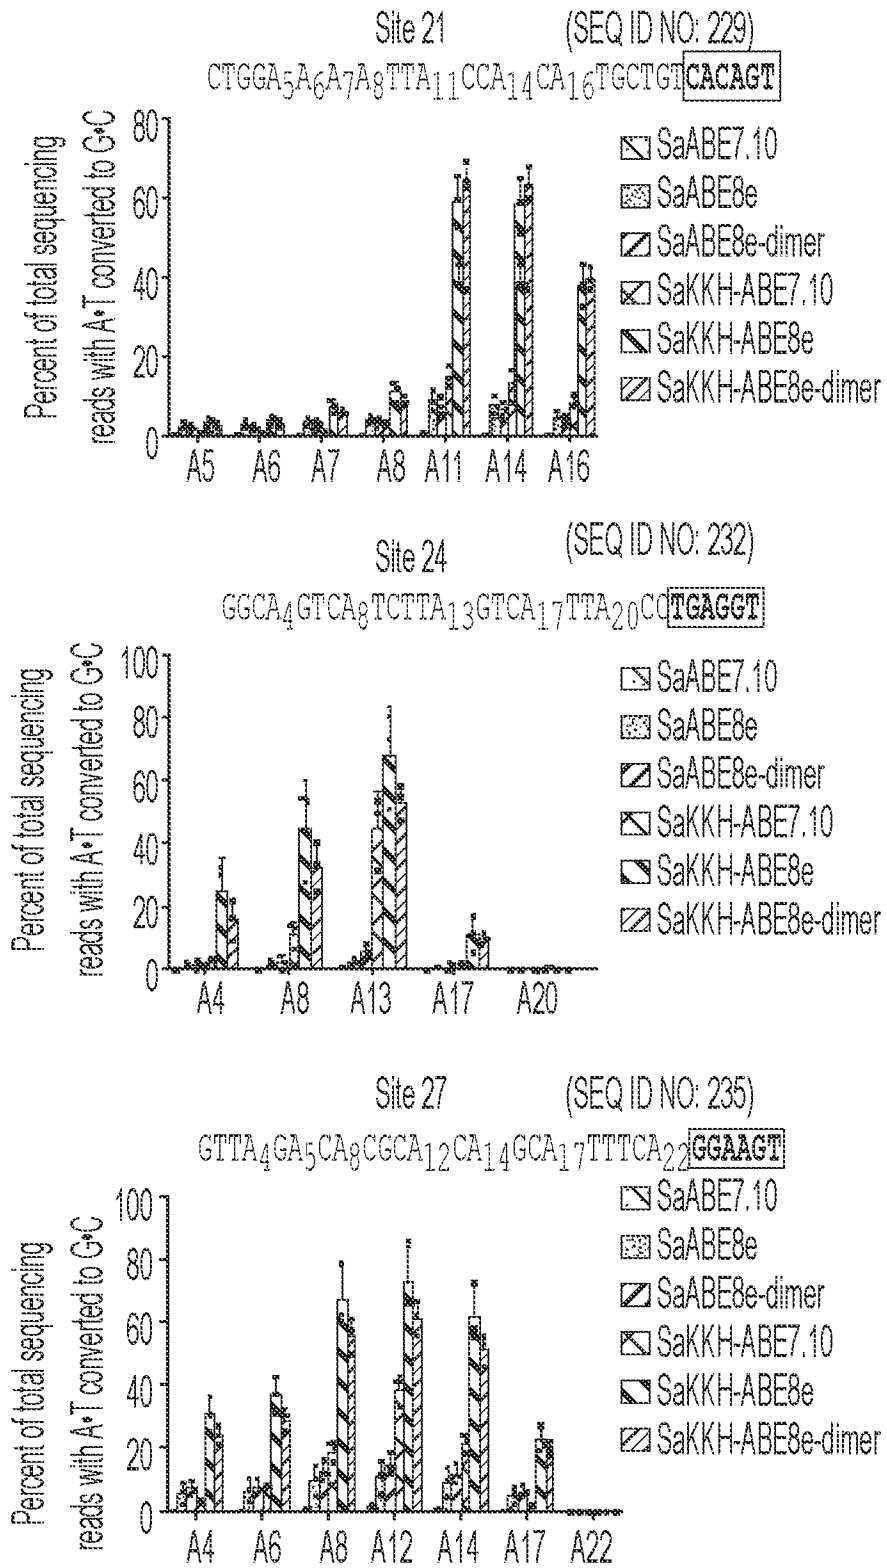 Site 21 (SEQ ID NO: 229)
CTGGA5A6A7A8TTA11CCA14CA16TGCTGTCACAGT
Percent of total sequencing
reads with A•T converted to G•C
80
60
40
20
0
A5 A6 A7 A8 A11 A14 A16
SaABE7.10
SaABE8e
SaABE8e-dimer
SaKKH-ABE7.10
SaKKH-ABE8e
SaKKH-ABE8e-dimer
Site 24 (SEQ ID NO: 232)
GGCA4GTCA8TCTTA13GTCA17TTA20CCTGAGGT
Percent of total sequencing
reads with A•T converted to G•C
100
80
60
40
20
0
A4 A8 A13 A17 A20
SaABE7.10
SaABE8e
SaABE8e-dimer
SaKKH-ABE7.10
SaKKH-ABE8e
SaKKH-ABE8e-dimer
Site 27 (SEQ ID NO: 235)
GTTA4GA5CA8CGCA12CA14GCA17TTTCA22GGAAGT
Percent of total sequencing
reads with A•T converted to G•C
100
80
60
40
20
0
A4 A6 A8 A12 A14 A17 A22
SaABE7.10
SaABE8e
SaABE8e-dimer
SaKKH-ABE7.10
SaKKH-ABE8e
SaKKH-ABE8e-dimer